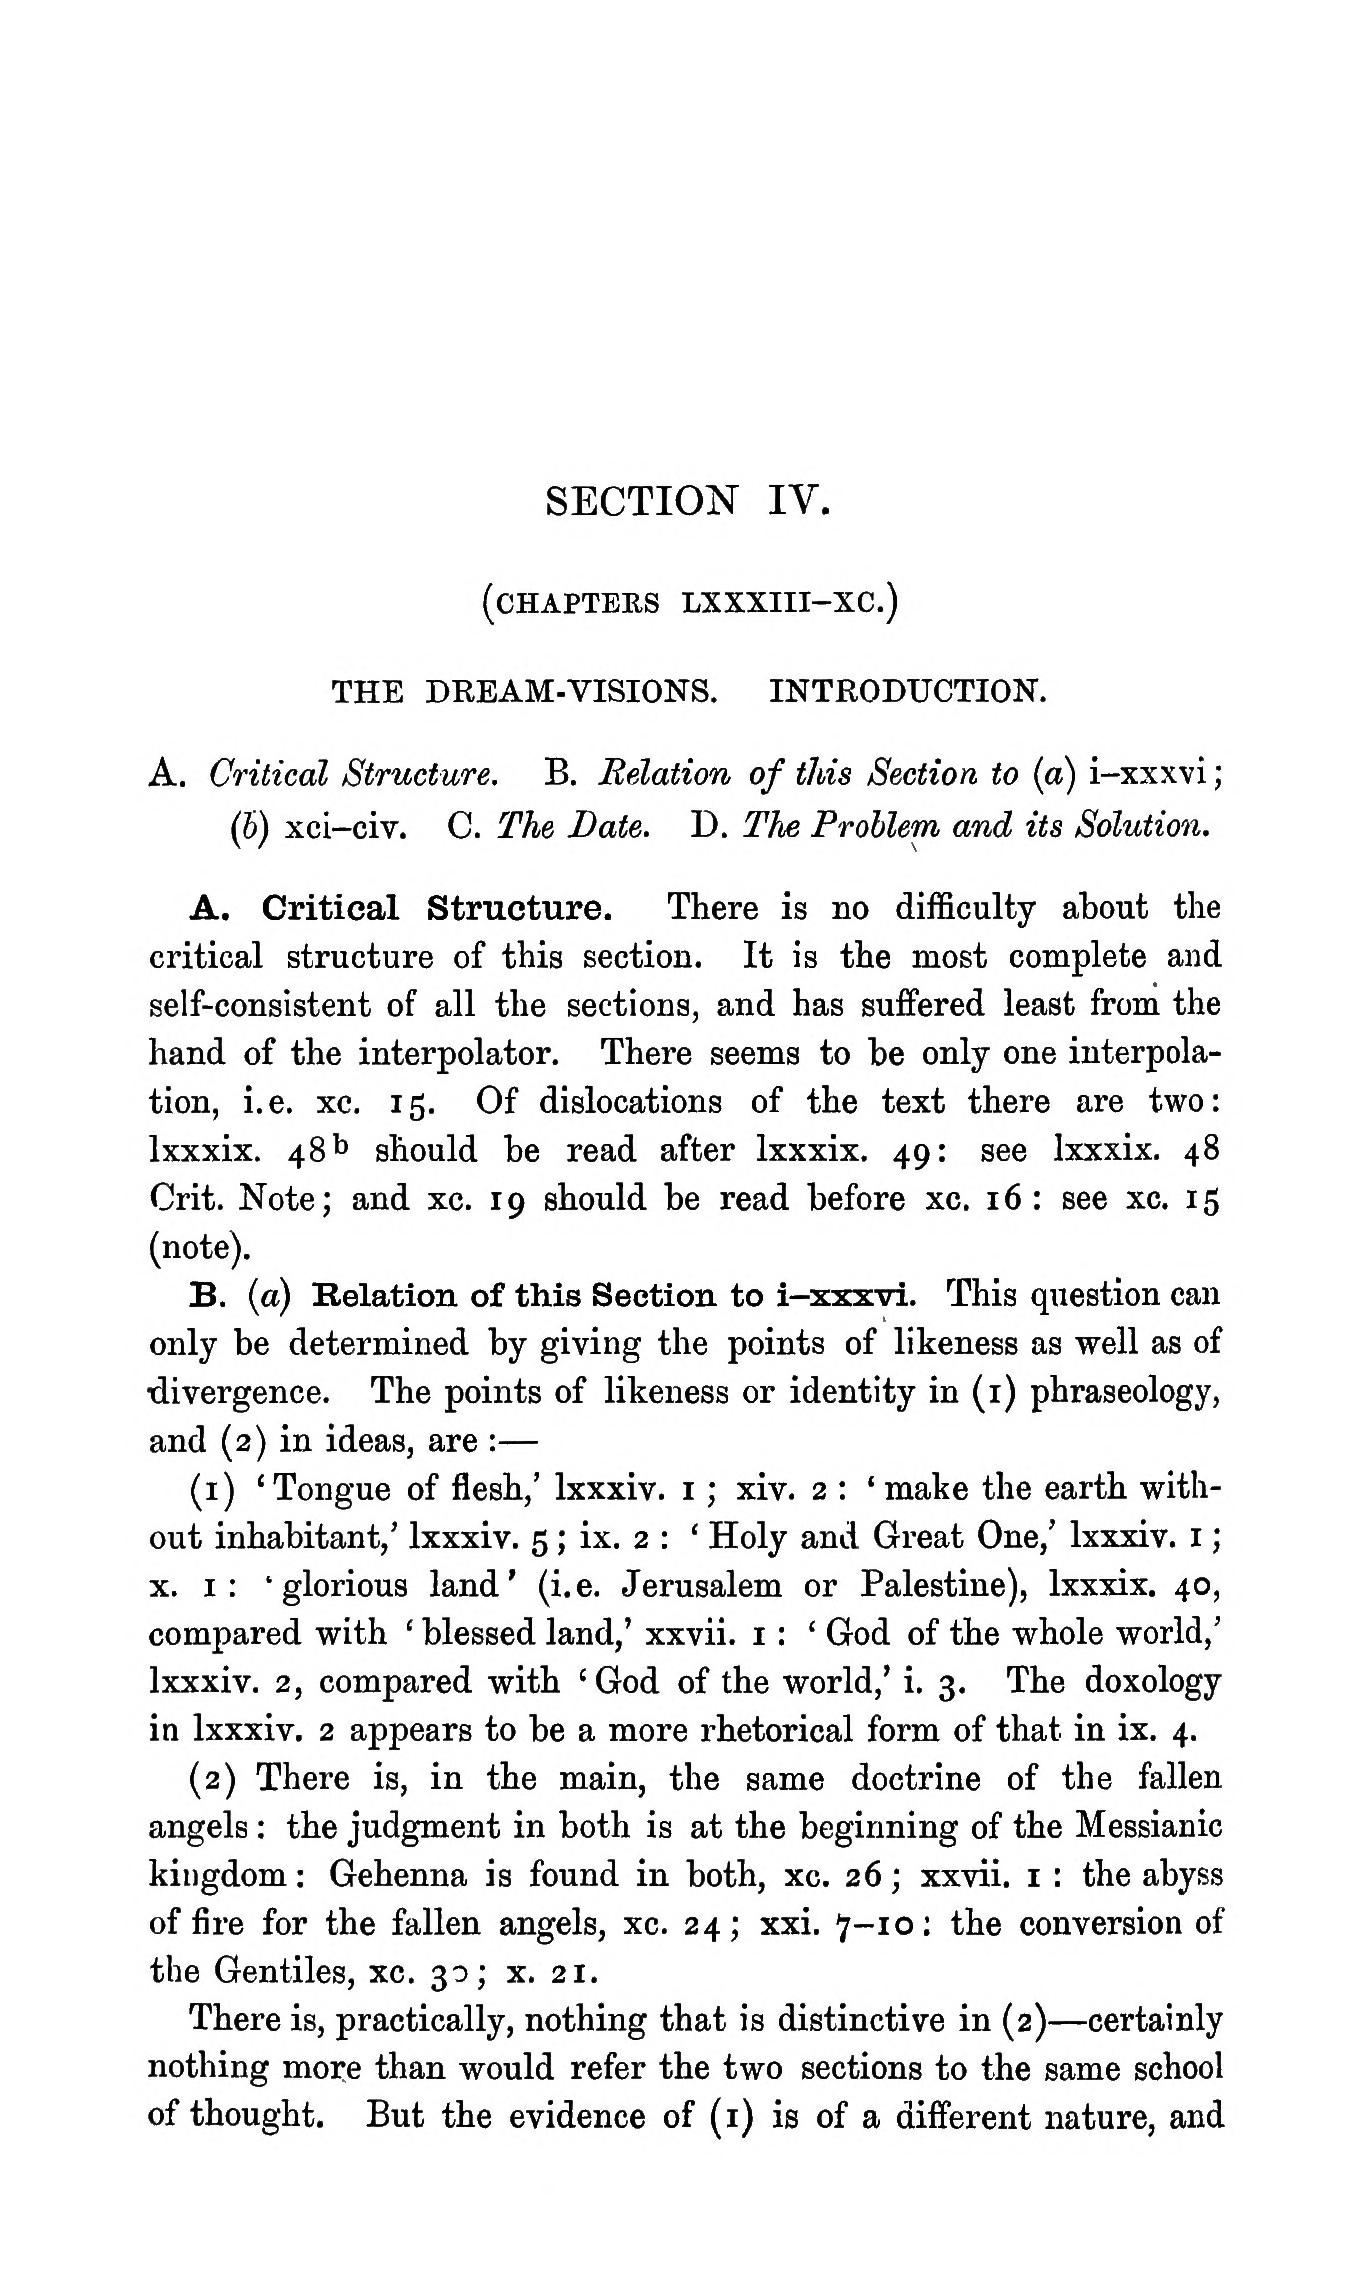 SECTION IV.
(CHAPTERS LXXXIII–XC.)
THE DREAM-VISIONS. INTRODUCTION.
A. Critical Structure. B. Relation of this Section to (a) i–xxxvi;
(b) xci–civ. C. The Date. D. The Problem and its Solution.
A. Critical Structure. There is no difficulty about the
critical structure of this section. It is the most complete and
self-consistent of all the sections, and has suffered least from the
hand of the interpolator. There seems to be only one interpola-
tion, i.e. xc. 15. Of dislocations of the text there are two:
lxxxix. 48b should be read after lxxxix. 49: see lxxxix. 48
Crit. Note; and xc. 19 should be read before xc. 16: see xc. 15
(note).
B. (a) Relation of this Section to i–xxxvi. This question can
only be determined by giving the points of likeness as well as of
divergence. The points of likeness or identity in (1) phraseology,
and (2) in ideas, are :—
(1) ‘Tongue of flesh,’ lxxxiv. 1; xiv. 2: ‘make the earth with-
out inhabitant,’ lxxxiv. 5; ix. 2: ‘Holy and Great One,’ lxxxiv. 1;
x. 1: ‘glorious land’ (i.e. Jerusalem or Palestine), lxxxix. 40,
compared with ‘blessed land,’ xxvii. 1: ‘God of the whole world,’
lxxxiv. 2, compared with ‘God of the world,’ i. 3. The doxology
in lxxxiv. 2 appears to be a more rhetorical form of that in ix. 4.
(2) There is, in the main, the same doctrine of the fallen
angels: the judgment in both is at the beginning of the Messianic
kingdom: Gehenna is found in both, xc. 26; xxvii. 1: the abyss
of fire for the fallen angels, xc. 24; xxi. 7–10: the conversion of
the Gentiles, xc. 30; x. 21.
There is, practically, nothing that is distinctive in (2)—certainly
nothing more than would refer the two sections to the same school
of thought. But the evidence of (1) is of a different nature, and